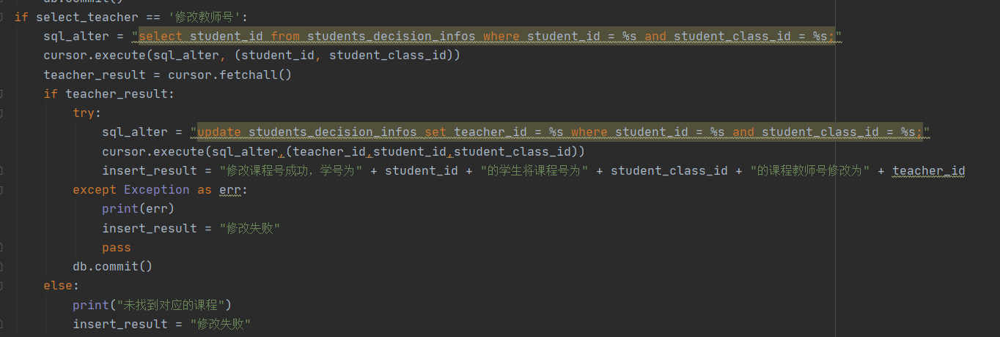 db.commit()
if select_teacher == '修改教师号':
sql_alter = "select student_id from students_decision_infos where student_id = %s and student_class_id = %s;"
cursor.execute(sql_alter, (student_id, student_class_id))
teacher_result = cursor.fetchall()
if teacher_result:
try:
sql_alter = "update students_decision_infos set teacher_id = %s where student_id = %s and student_class_id = %s;"
cursor.execute(sql_alter,(teacher_id,student_id,student_class_id))
insert_result = "修改课程号成功，学号为" + student_id + "的学生将课程号为" + student_class_id + "的课程教师号修改为" + teacher_id
except Exception as err:
print(err)
insert_result = "修改失败"
pass
db.commit()
else:
print("未找到对应的课程")
insert_result = "修改失败"